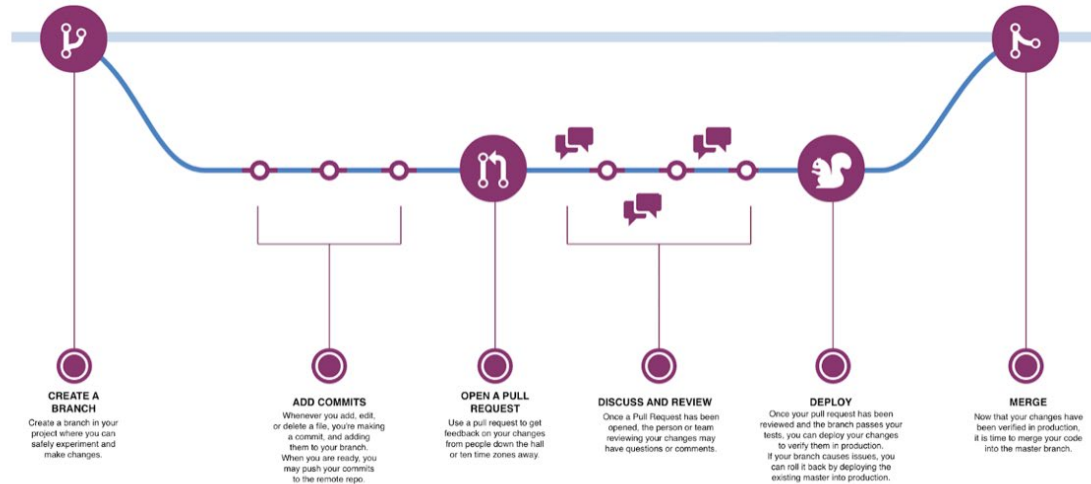 CREATE A
BRANCH
Create a branch in your
project where you can
safely experiment and
make changes.
ADD COMMITS
Whenever you add, edit,
or delete a file, you're making
a commit, and adding
them to your branch.
When you are ready, you
may push your commits
to the remote repo.
OPEN A PULL
REQUEST
Use a pull request to get
feedback on your changes
from people down the hall
or ten time zones away.
DISCUSS AND REVIEW
Once a Pull Request has been
opened, the person or team
reviewing your changes may
have questions or comments.
DEPLOY
Once your pull request has been
reviewed and the branch passes your
tests, you can deploy your changes
to verify them in production.
If your branch causes issues, you
can roll it back by deploying the
existing master into production.
MERGE
Now that your changes have
been verified in production,
it is time to merge your code
into the master branch.